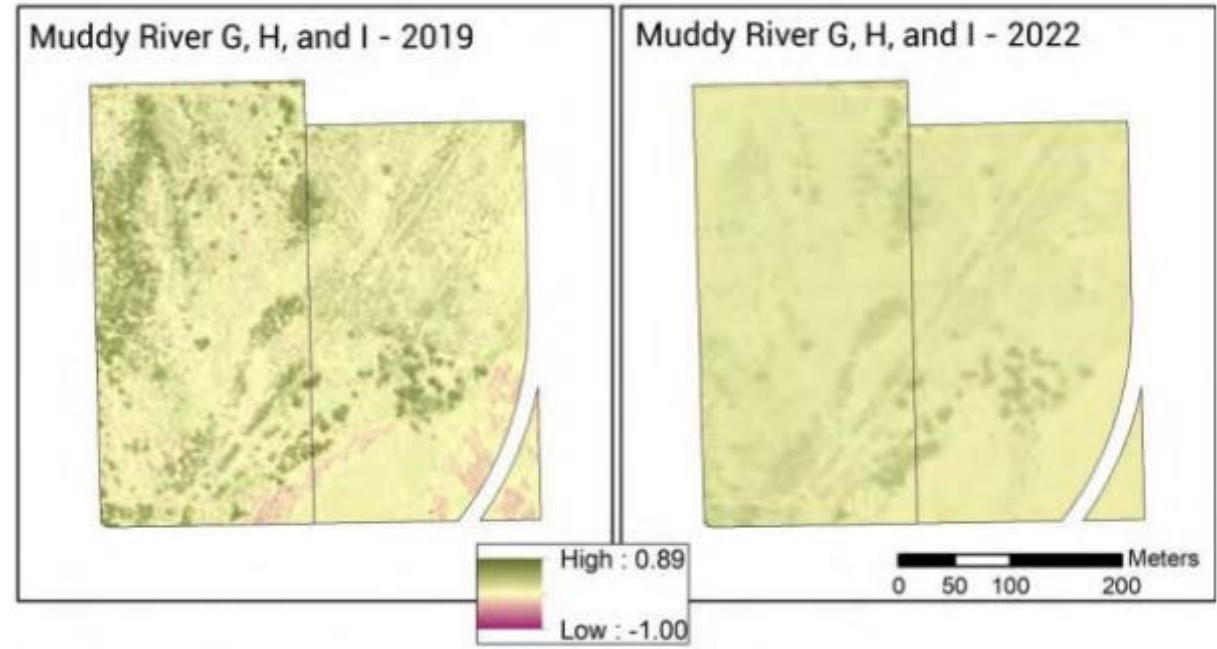 Muddy River G, H, and I - 2019
Muddy River G, H, and I - 2022
High : 0.89
Low : -1.00
Meters
0 50 100 200